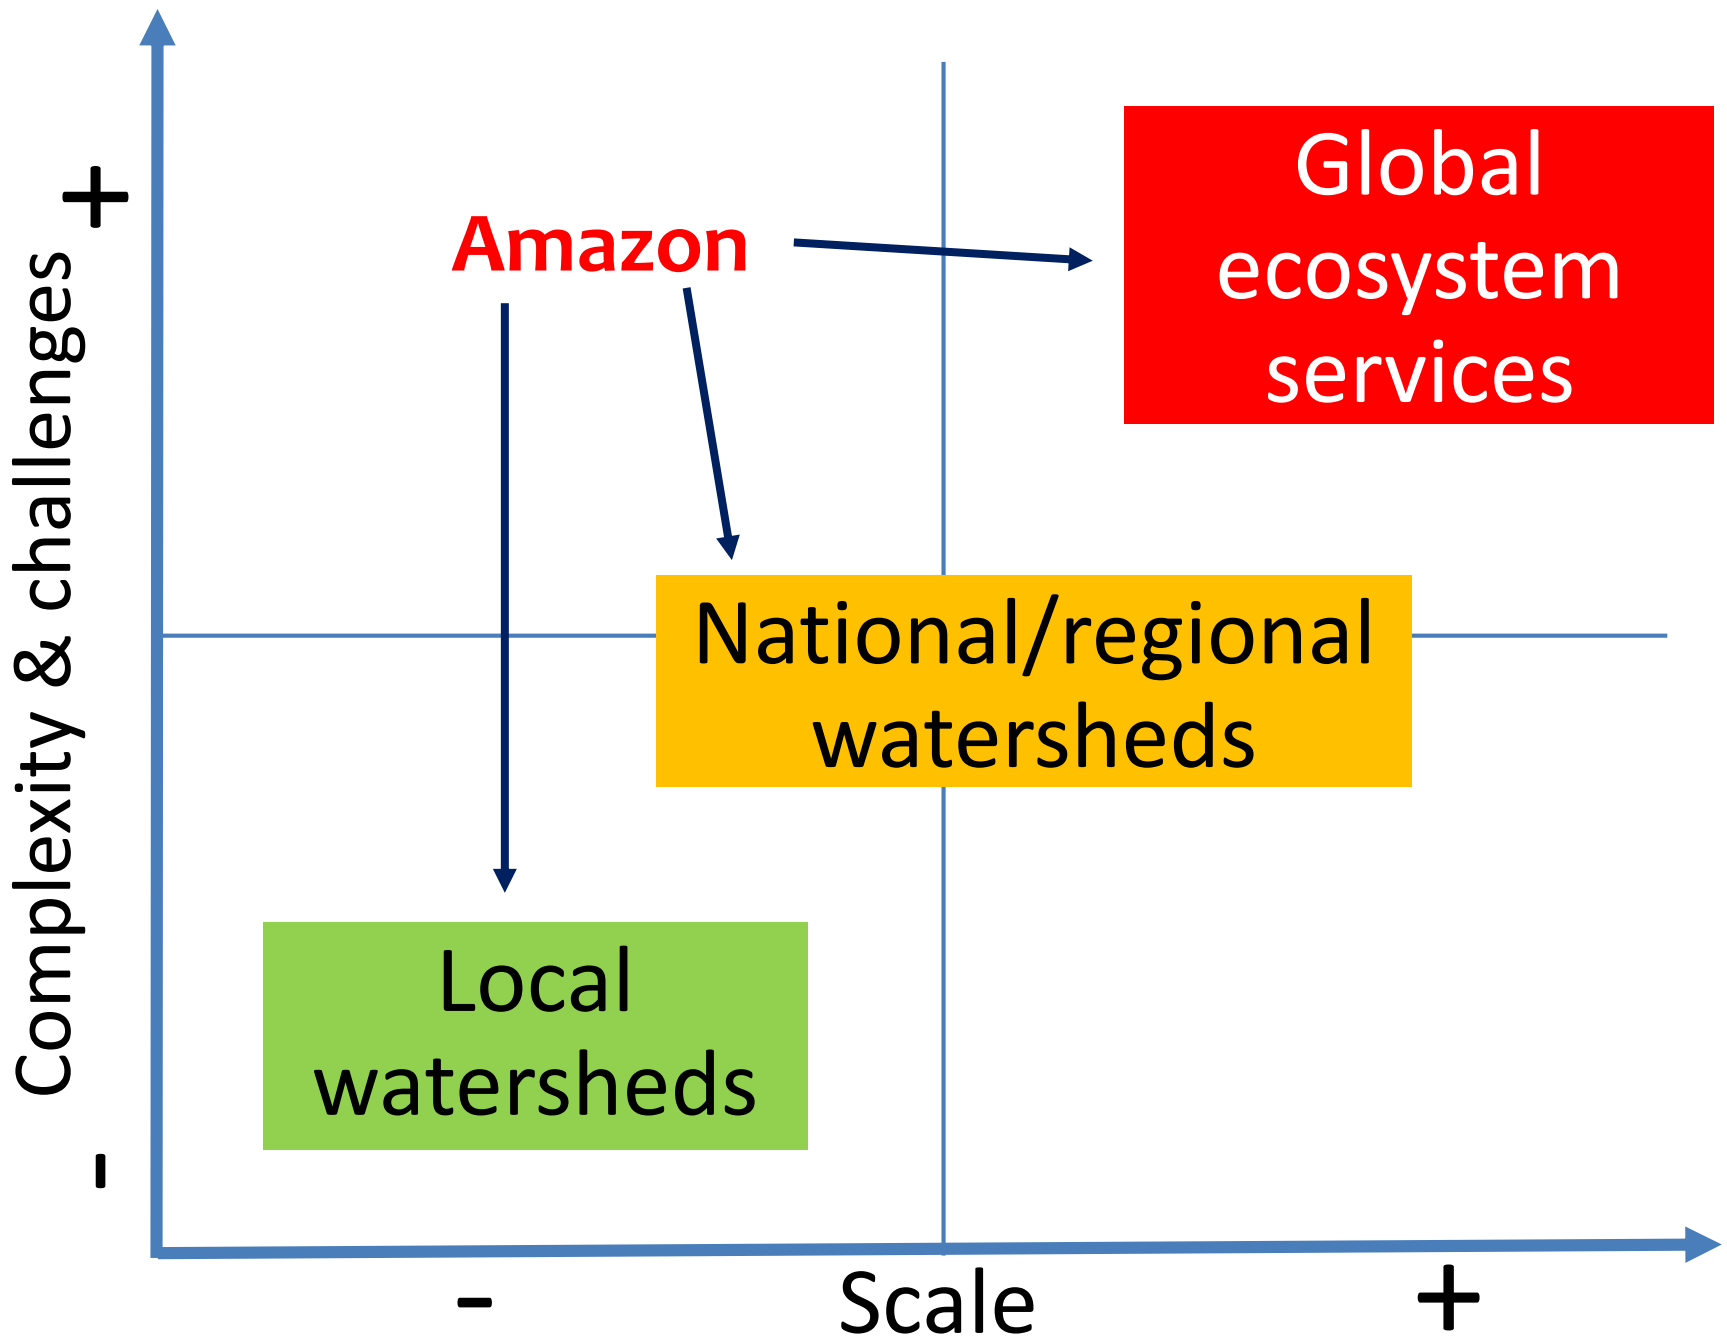 +
Complexity & challenges
-
Amazon
Global
ecosystem
services
National/regional
watersheds
Local
watersheds
-
Scale
+